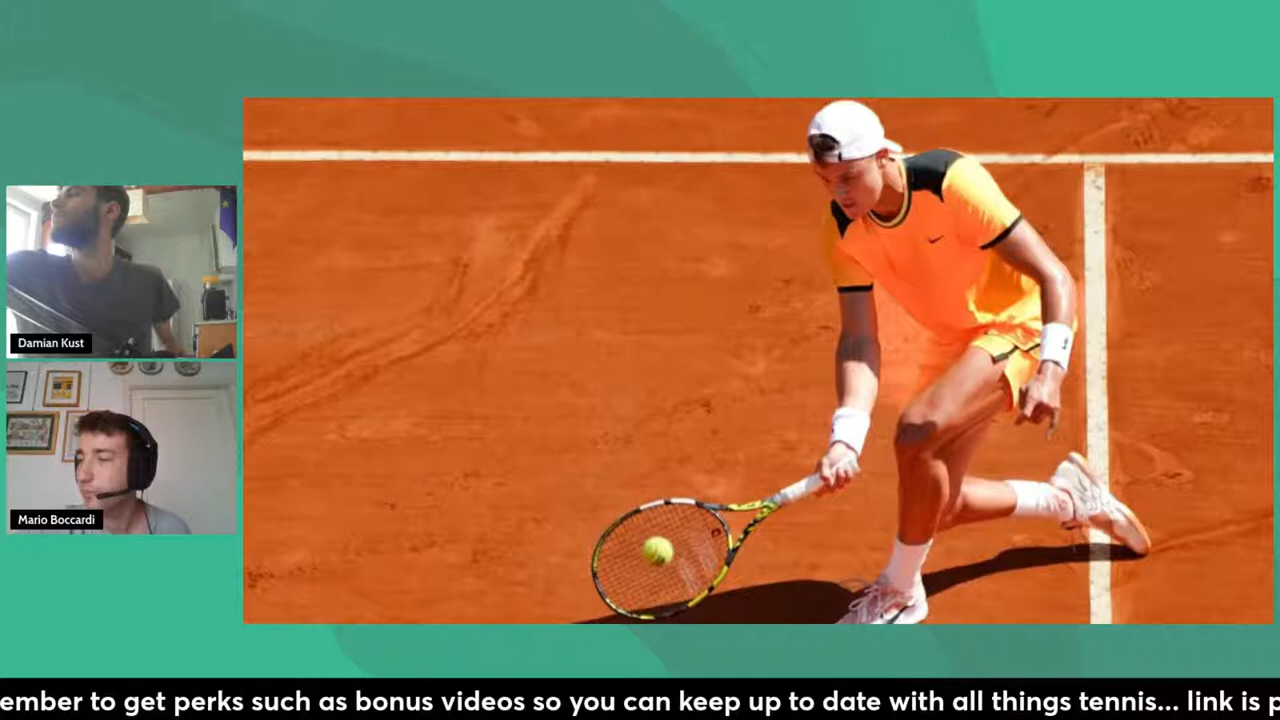 Damian Kust
Mario Boccardi
ember to get perks such as bonus videos so you can keep up to date with all things tennis... link is p